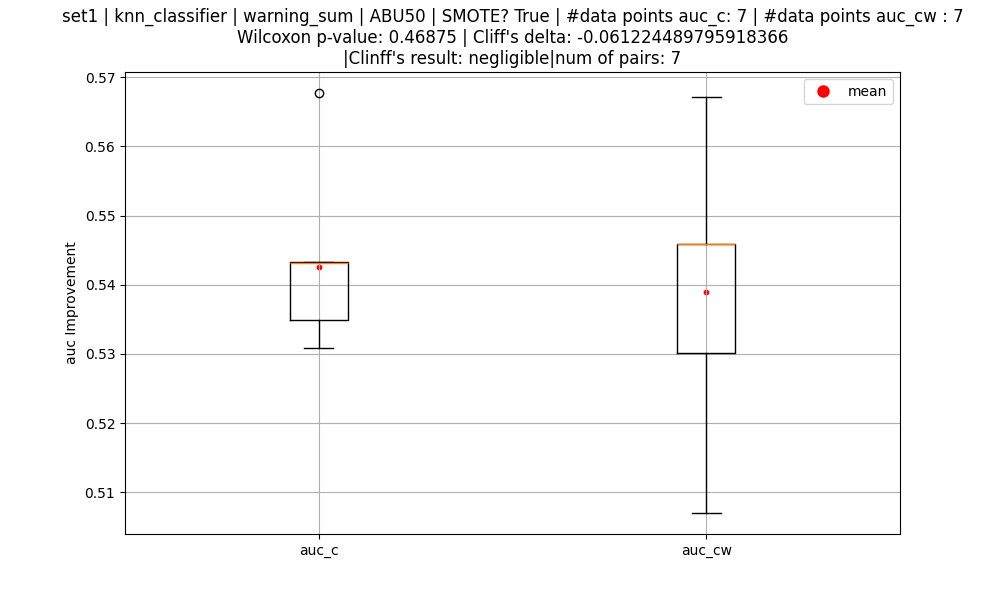 set1 | knn_classifier | warning_sum | ABU50 | SMOTE? True | #data points auc_c: 7 | #data points auc_cw : 7
Wilcoxon p-value: 0.46875 | Cliff's delta: -0.061224489795918366
|Clinff's result: negligible|num of pairs: 7
mean
0.57
0.56
0.55
0.54
0.53
0.52
0.51
auc Improvement
auc_c
auc_cw